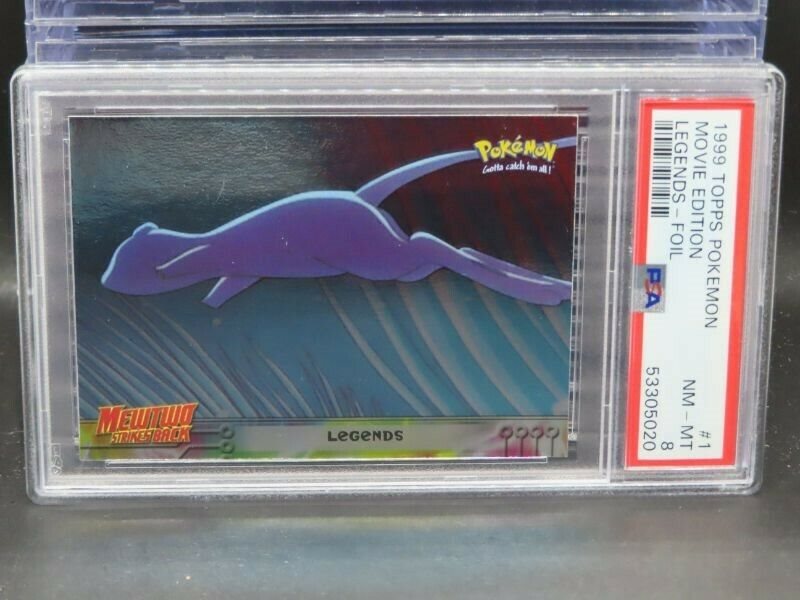 POKéMON
Gotta catch 'em all!
MEWTWO
STRIKES BACK
LEGENDS
1999 TOPPS POKEMON #1
MOVIE EDITION NM-MT
LEGENDS-FOIL 8
PSA 53305020